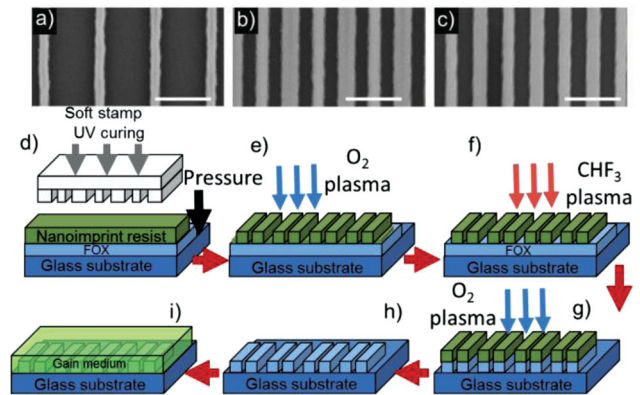 a)
b)
c)
Soft stamp
UV curing
d)
Pressure
Nanoimprint resist
FOX
Glass substrate
e)
O2
plasma
Glass substrate
f)
CHF3
plasma
FOX
Glass substrate
i)
Gain medium
Glass substrate
h)
Glass substrate
O2
plasma
g)
Glass substrate